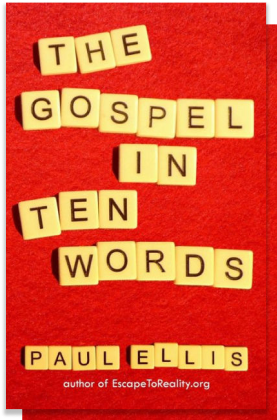 THE
GOSPEL
IN
TEN
WORDS
PAUL ELLIS
author of EscapeToReality.org